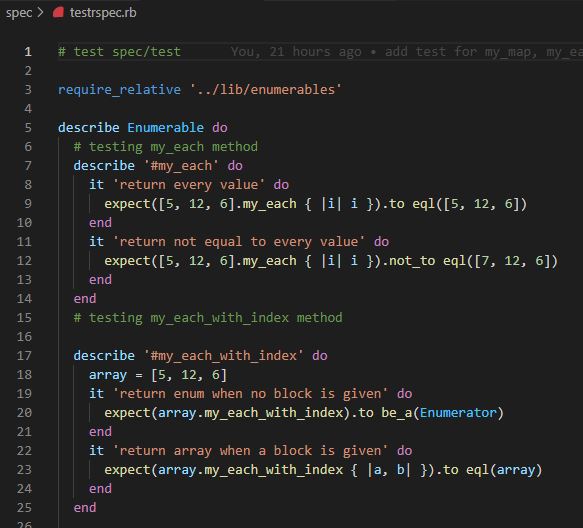 spec > testrspec.rb
1 # test spec/test You, 21 hours ago • add test for my_map, my_ea
2
3 require_relative '../lib/enumerables'
4
5 describe Enumerable do
6   # testing my_each method
7   describe '#my_each' do
8     it 'return every value' do
9       expect([5, 12, 6].my_each { |i| i }).to eql([5, 12, 6])
10     end
11     it 'return not equal to every value' do
12       expect([5, 12, 6].my_each { |i| i }).not_to eql([7, 12, 6])
13     end
14   end
15   # testing my_each_with_index method
16
17   describe '#my_each_with_index' do
18     array = [5, 12, 6]
19     it 'return enum when no block is given' do
20       expect(array.my_each_with_index).to be_a(Enumerator)
21     end
22     it 'return array when a block is given' do
23       expect(array.my_each_with_index { |a, b| }).to eql(array)
24     end
25   end
26